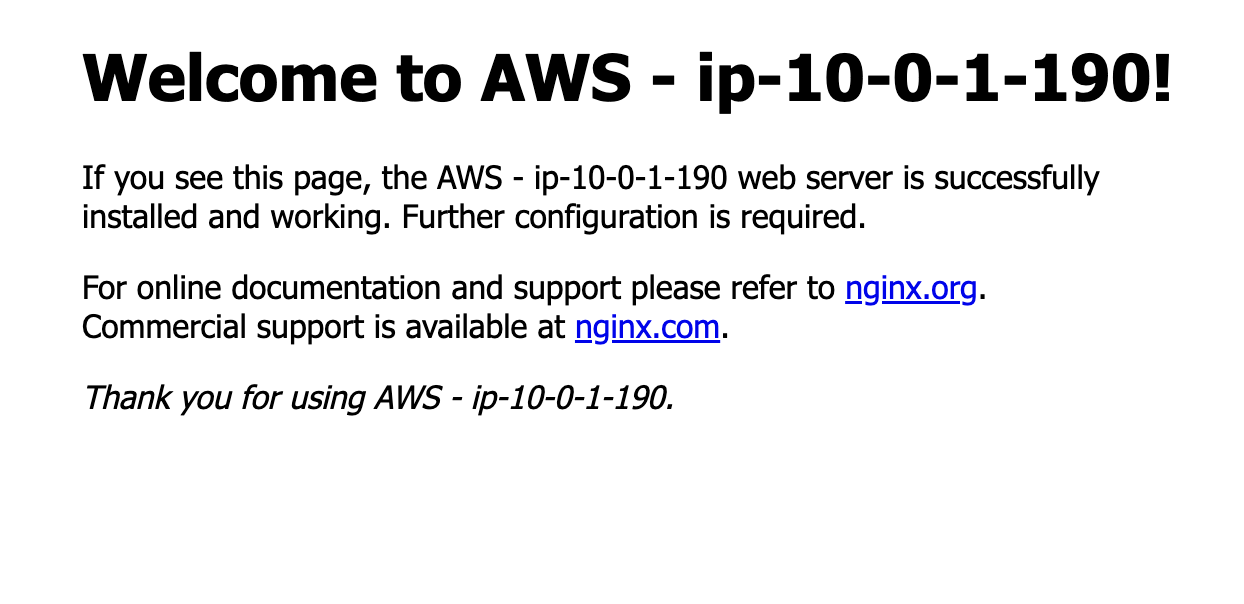 Welcome to AWS - ip-10-0-1-190!
If you see this page, the AWS - ip-10-0-1-190 web server is successfully
installed and working. Further configuration is required.
For online documentation and support please refer to nginx.org.
Commercial support is available at nginx.com.
Thank you for using AWS - ip-10-0-1-190.